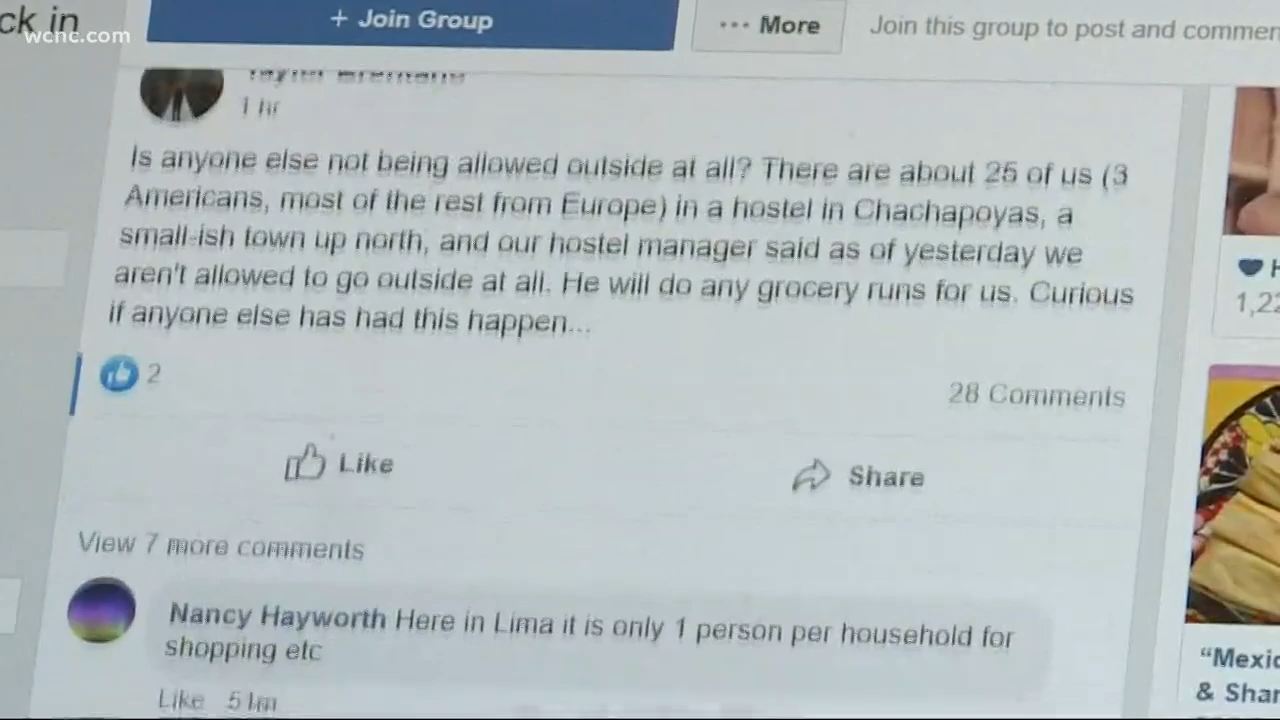 ck in
wcnc.com
+ Join Group
••• More
Join this group to post and commen
1 hr
Is anyone else not being allowed outside at all? There are about 25 of us (3
Americans, most of the rest from Europe) in a hostel in Chachapoyas, a
small-ish town up north, and our hostel manager said as of yesterday we
aren't allowed to go outside at all. He will do any grocery runs for us. Curious
if anyone else has had this happen...
2
28 Comments
Like
Share
View 7 more comments
Nancy Hayworth Here in Lima it is only 1 person per household for
shopping etc
Like 51m
H
1,22
“Mexic
& Shar